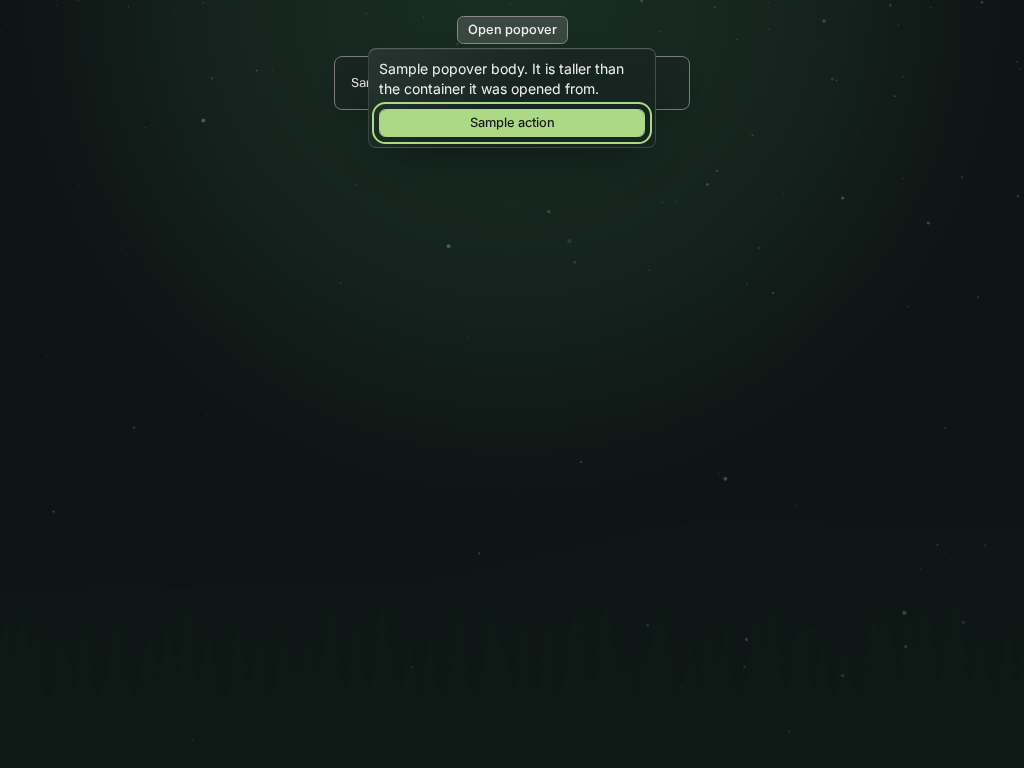 Open popover
Sample popover body. It is taller than
the container it was opened from.
Sample action